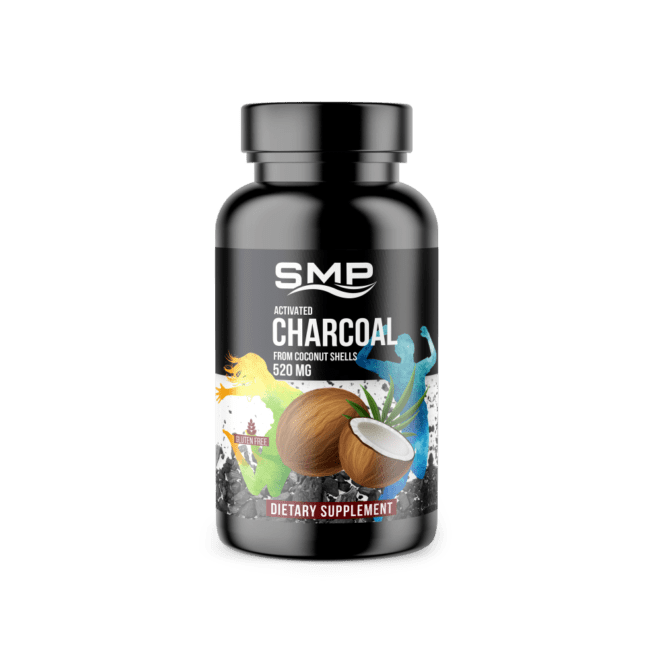 SMP
ACTIVATED
CHARCOAL
FROM COCONUT SHELLS
520 MG
GLUTEN FREE
DIETARY SUPPLEMENT